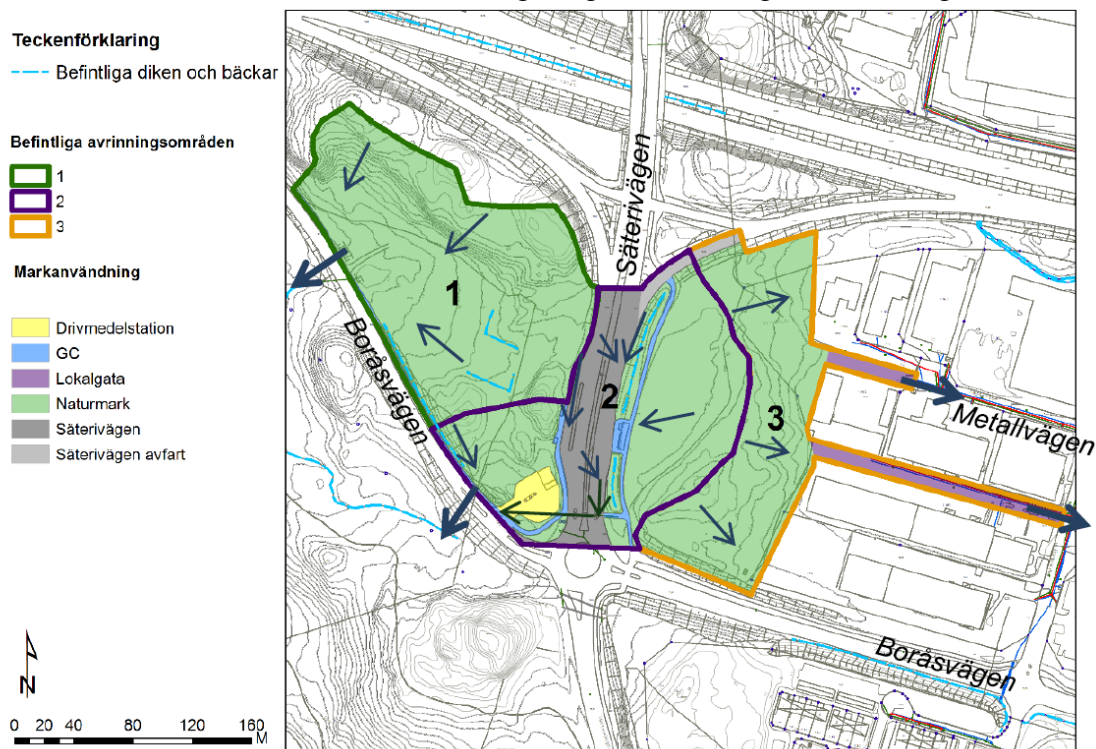 Teckenförklaring
Befintliga diken och bäckar
Befintliga avrinningsområden
1
2
3
Markanvändning
Drivmedelstation
GC
Lokalgata
Naturmark
Säterivägen
Säterivägen avfart
N
0 20 40 80 120 160
M
Säterivägen
1
Boråsvägen
2
3
Metallvägen
Boråsvägen